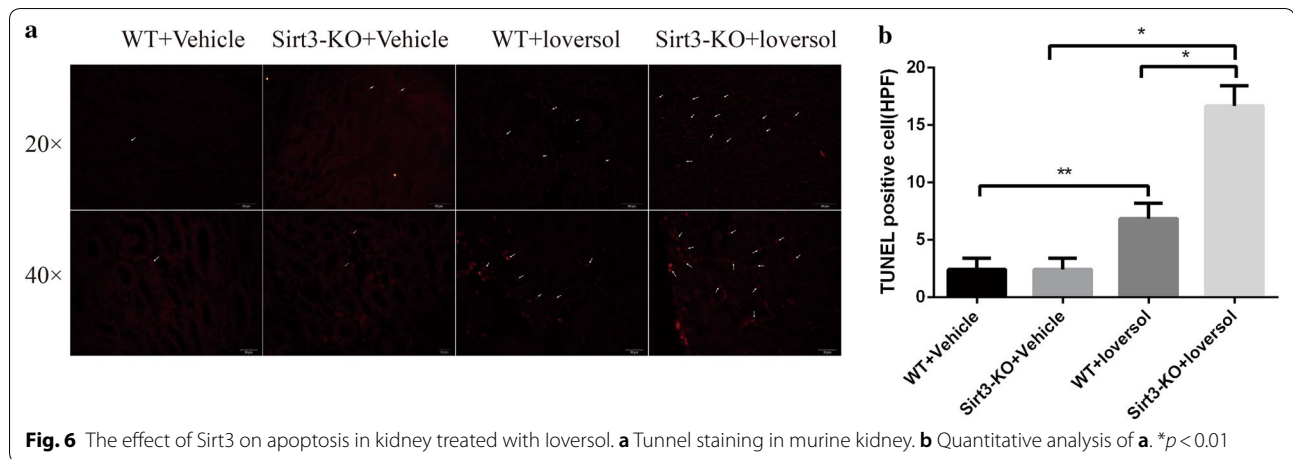 a
WT+Vehicle Sirt3-KO+Vehicle WT+loversol Sirt3-KO+loversol
20×
40×
b
TUNEL positive cell(HPF)
20
15
10
5
0
*
*
**
WT+Vehicle
Sirt3-KO+Vehicle
WT+loversol
Sirt3-KO+loversol
Fig. 6 The effect of Sirt3 on apoptosis in kidney treated with loversol. a Tunnel staining in murine kidney. b Quantitative analysis of a. *p < 0.01